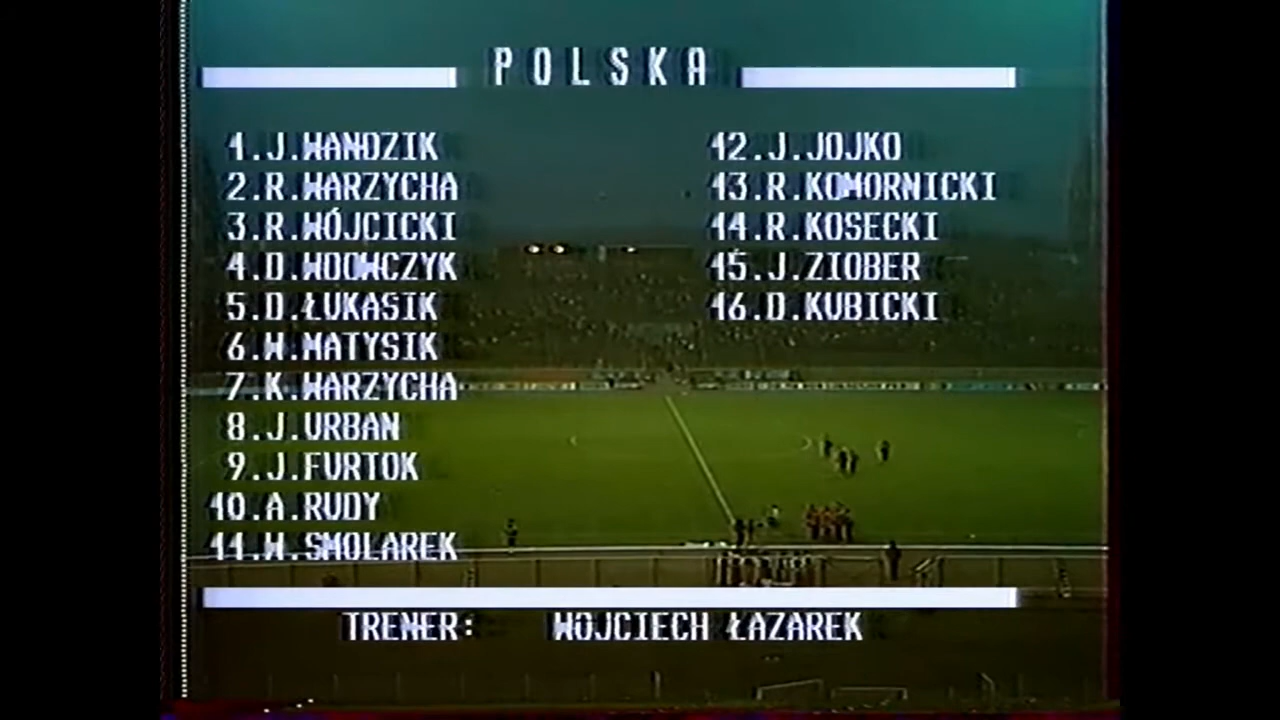 POLSKA
1.J.WANDZIK
2.R.WARZYCHA
3.R.WÓJCICKI
4.D.WDOWCZYK
5.D.ŁUKASIK
6.W.MATYSIK
7.K.WARZYCHA
8.J.URBAN
9.J.FURTOK
10.A.RUDY
11.W.SMOLAREK
12.J.JOJKO
13.R.KOMORNICKI
14.R.KOSECKI
15.J.ZIOBER
16.D.KUBICKI
TRENER: WOJCIECH ŁAZAREK